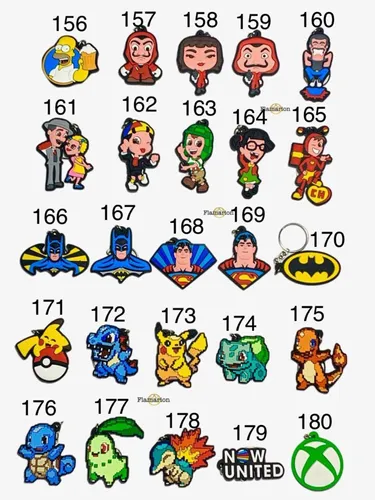 156 157 158 159 160
Flamarion
161 162 163 164 165
CH
Flamarion
166 167 168 169 170
171 172 173 174 175
Flamarion
176 177 178 179 180
NOW
UNITED